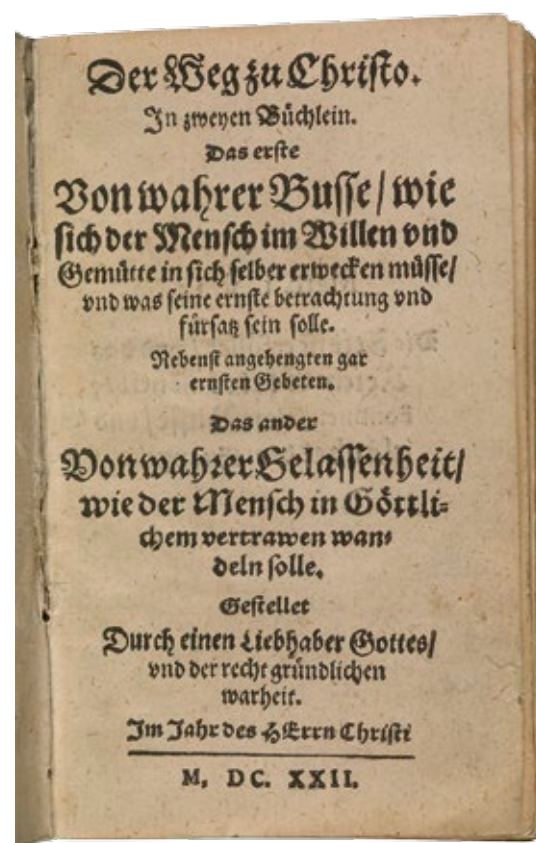 Der Weg zu Christo.
In zweyen Büchlein.
Das erste
Von wahrer Busse/ wie
sich der Mensch im Willen vnd
Gemütte in sich selber erwecken müsse/
vnd was seine ernste betrachtung vnd
fürsatz sein solle.
Nebenst angehengten gar
ernsten Gebeten.
Das ander
Von wahrer Gelassenheit/
wie der Mensch in Göttli-
chem vertrawen wan-
deln solle.
Gestellet
Durch einen Liebhaber Gottes/
vnd der recht gründlichen
warheit.
Im Jahr des HErrn Christi
M. DC. XXII.